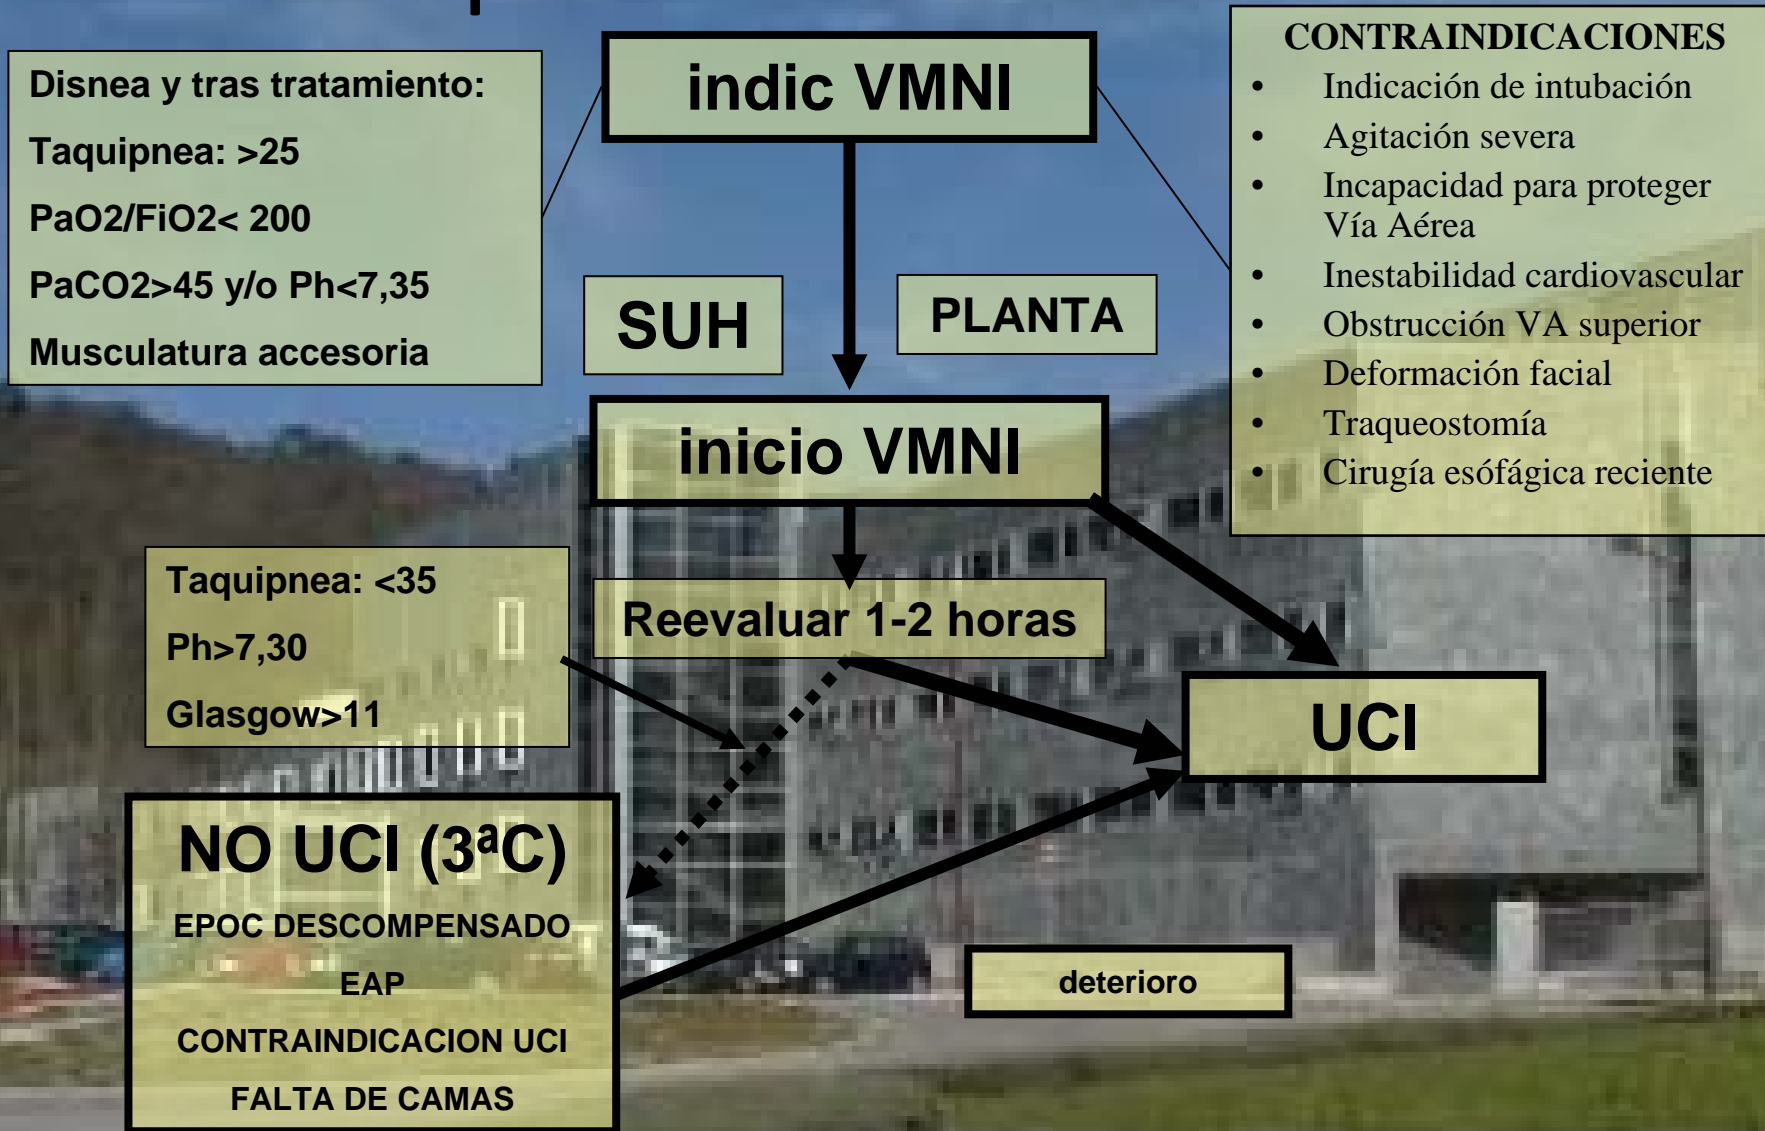 indic VMNI
Disnea y tras tratamiento:
Taquipnea: >25
PaO2/FiO2< 200
PaCO2>45 y/o Ph<7,35
Musculatura accesoria
CONTRAINDICACIONES
• Indicación de intubación
• Agitación severa
• Incapacidad para proteger
Vía Aérea
• Inestabilidad cardiovascular
• Obstrucción VA superior
• Deformación facial
• Traqueostomía
• Cirugía esófágica reciente
SUH
PLANTA
inicio VMNI
Taquipnea: <35
Ph>7,30
Glasgow>11
Reevaluar 1-2 horas
UCI
NO UCI (3ªC)
EPOC DESCOMPENSADO
EAP
CONTRAINDICACION UCI
FALTA DE CAMAS
deterioro